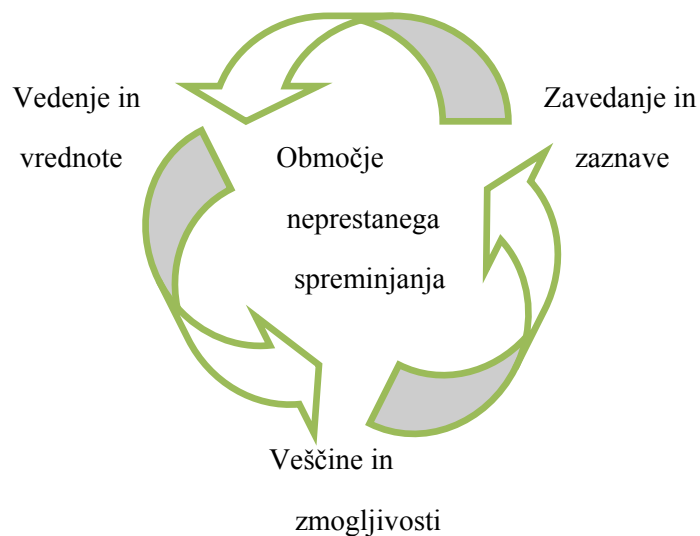 Vedenje in
vrednote
Zavedanje in
zaznave
Območje
neprestanega
spreminjanja
Veščine in
zmogljivosti